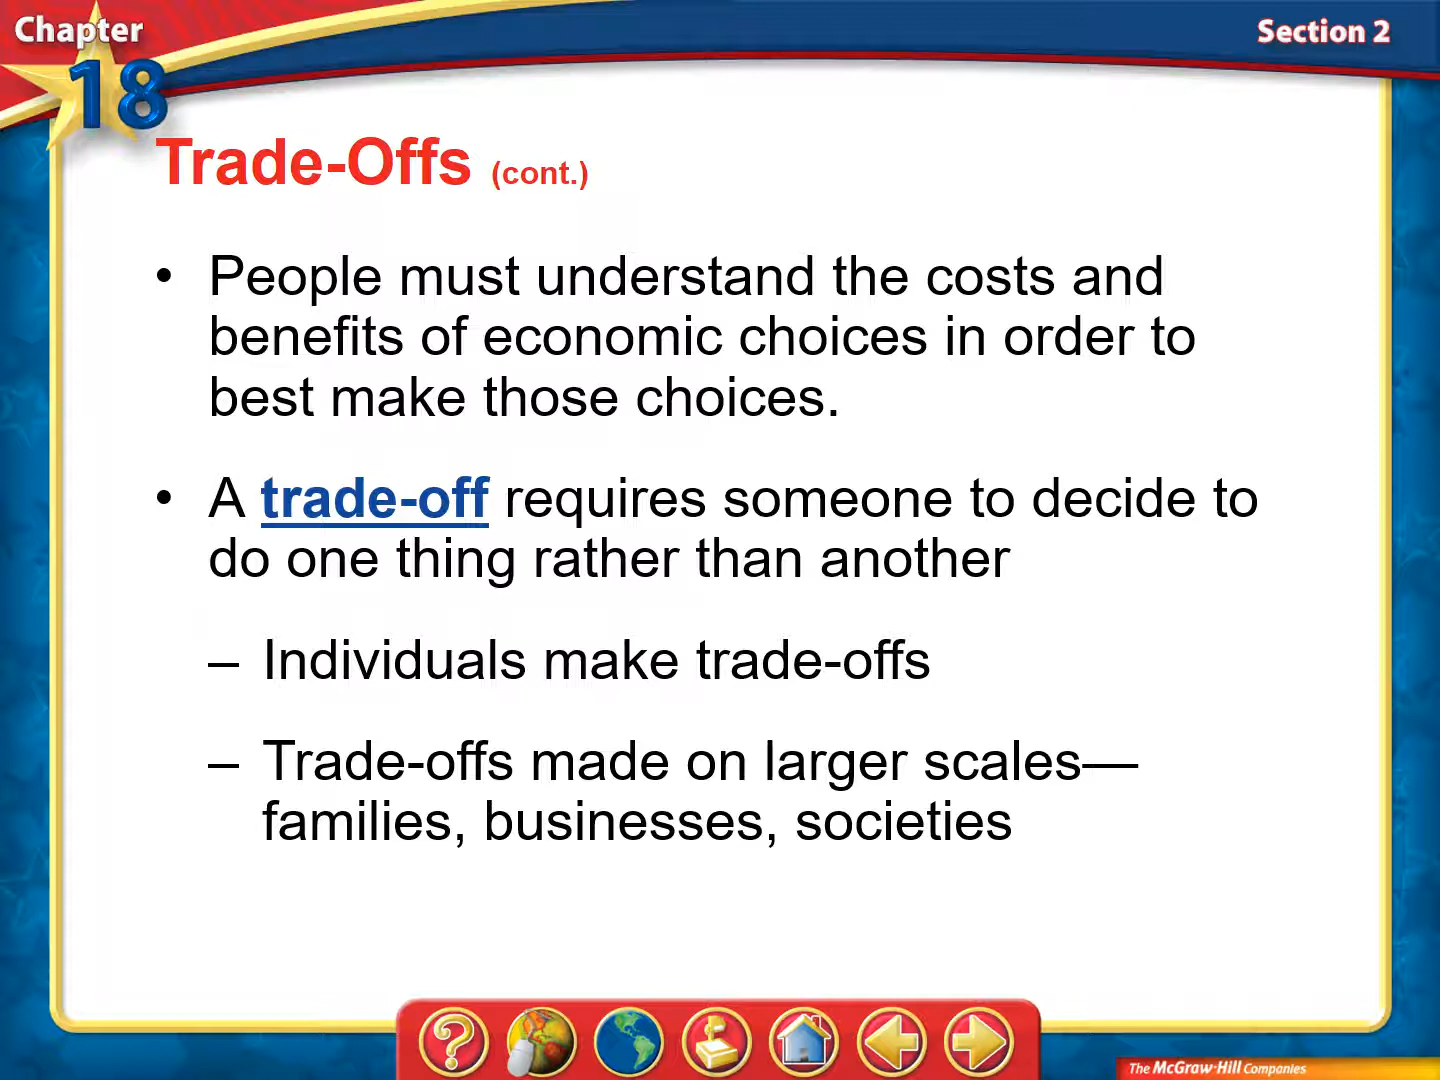 Chapter
18
Section 2
Trade-Offs (cont.)
• People must understand the costs and
benefits of economic choices in order to
best make those choices.
• A trade-off requires someone to decide to
do one thing rather than another
– Individuals make trade-offs
– Trade-offs made on larger scales—
families, businesses, societies
?
The McGraw·Hill Companies